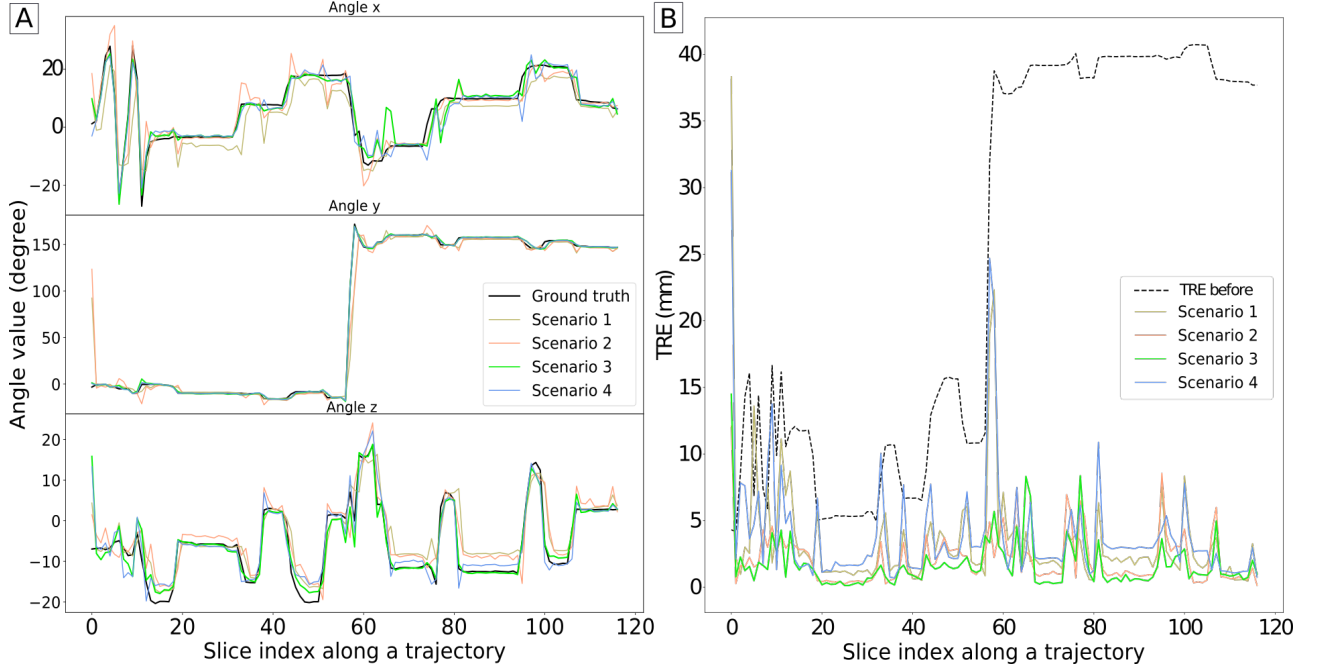 A
Angle x
20
0
−20
Angle y
150
100
50
0
Ground truth
Scenario 1
Scenario 2
Scenario 3
Scenario 4
Angle z
20
10
0
−10
−20
0
20
40
60
80
100
120
Angle value (degree)
Slice index along a trajectory
B
40
35
30
25
20
15
10
5
0
TRE (mm)
TRE before
Scenario 1
Scenario 2
Scenario 3
Scenario 4
0
20
40
60
80
100
120
Slice index along a trajectory